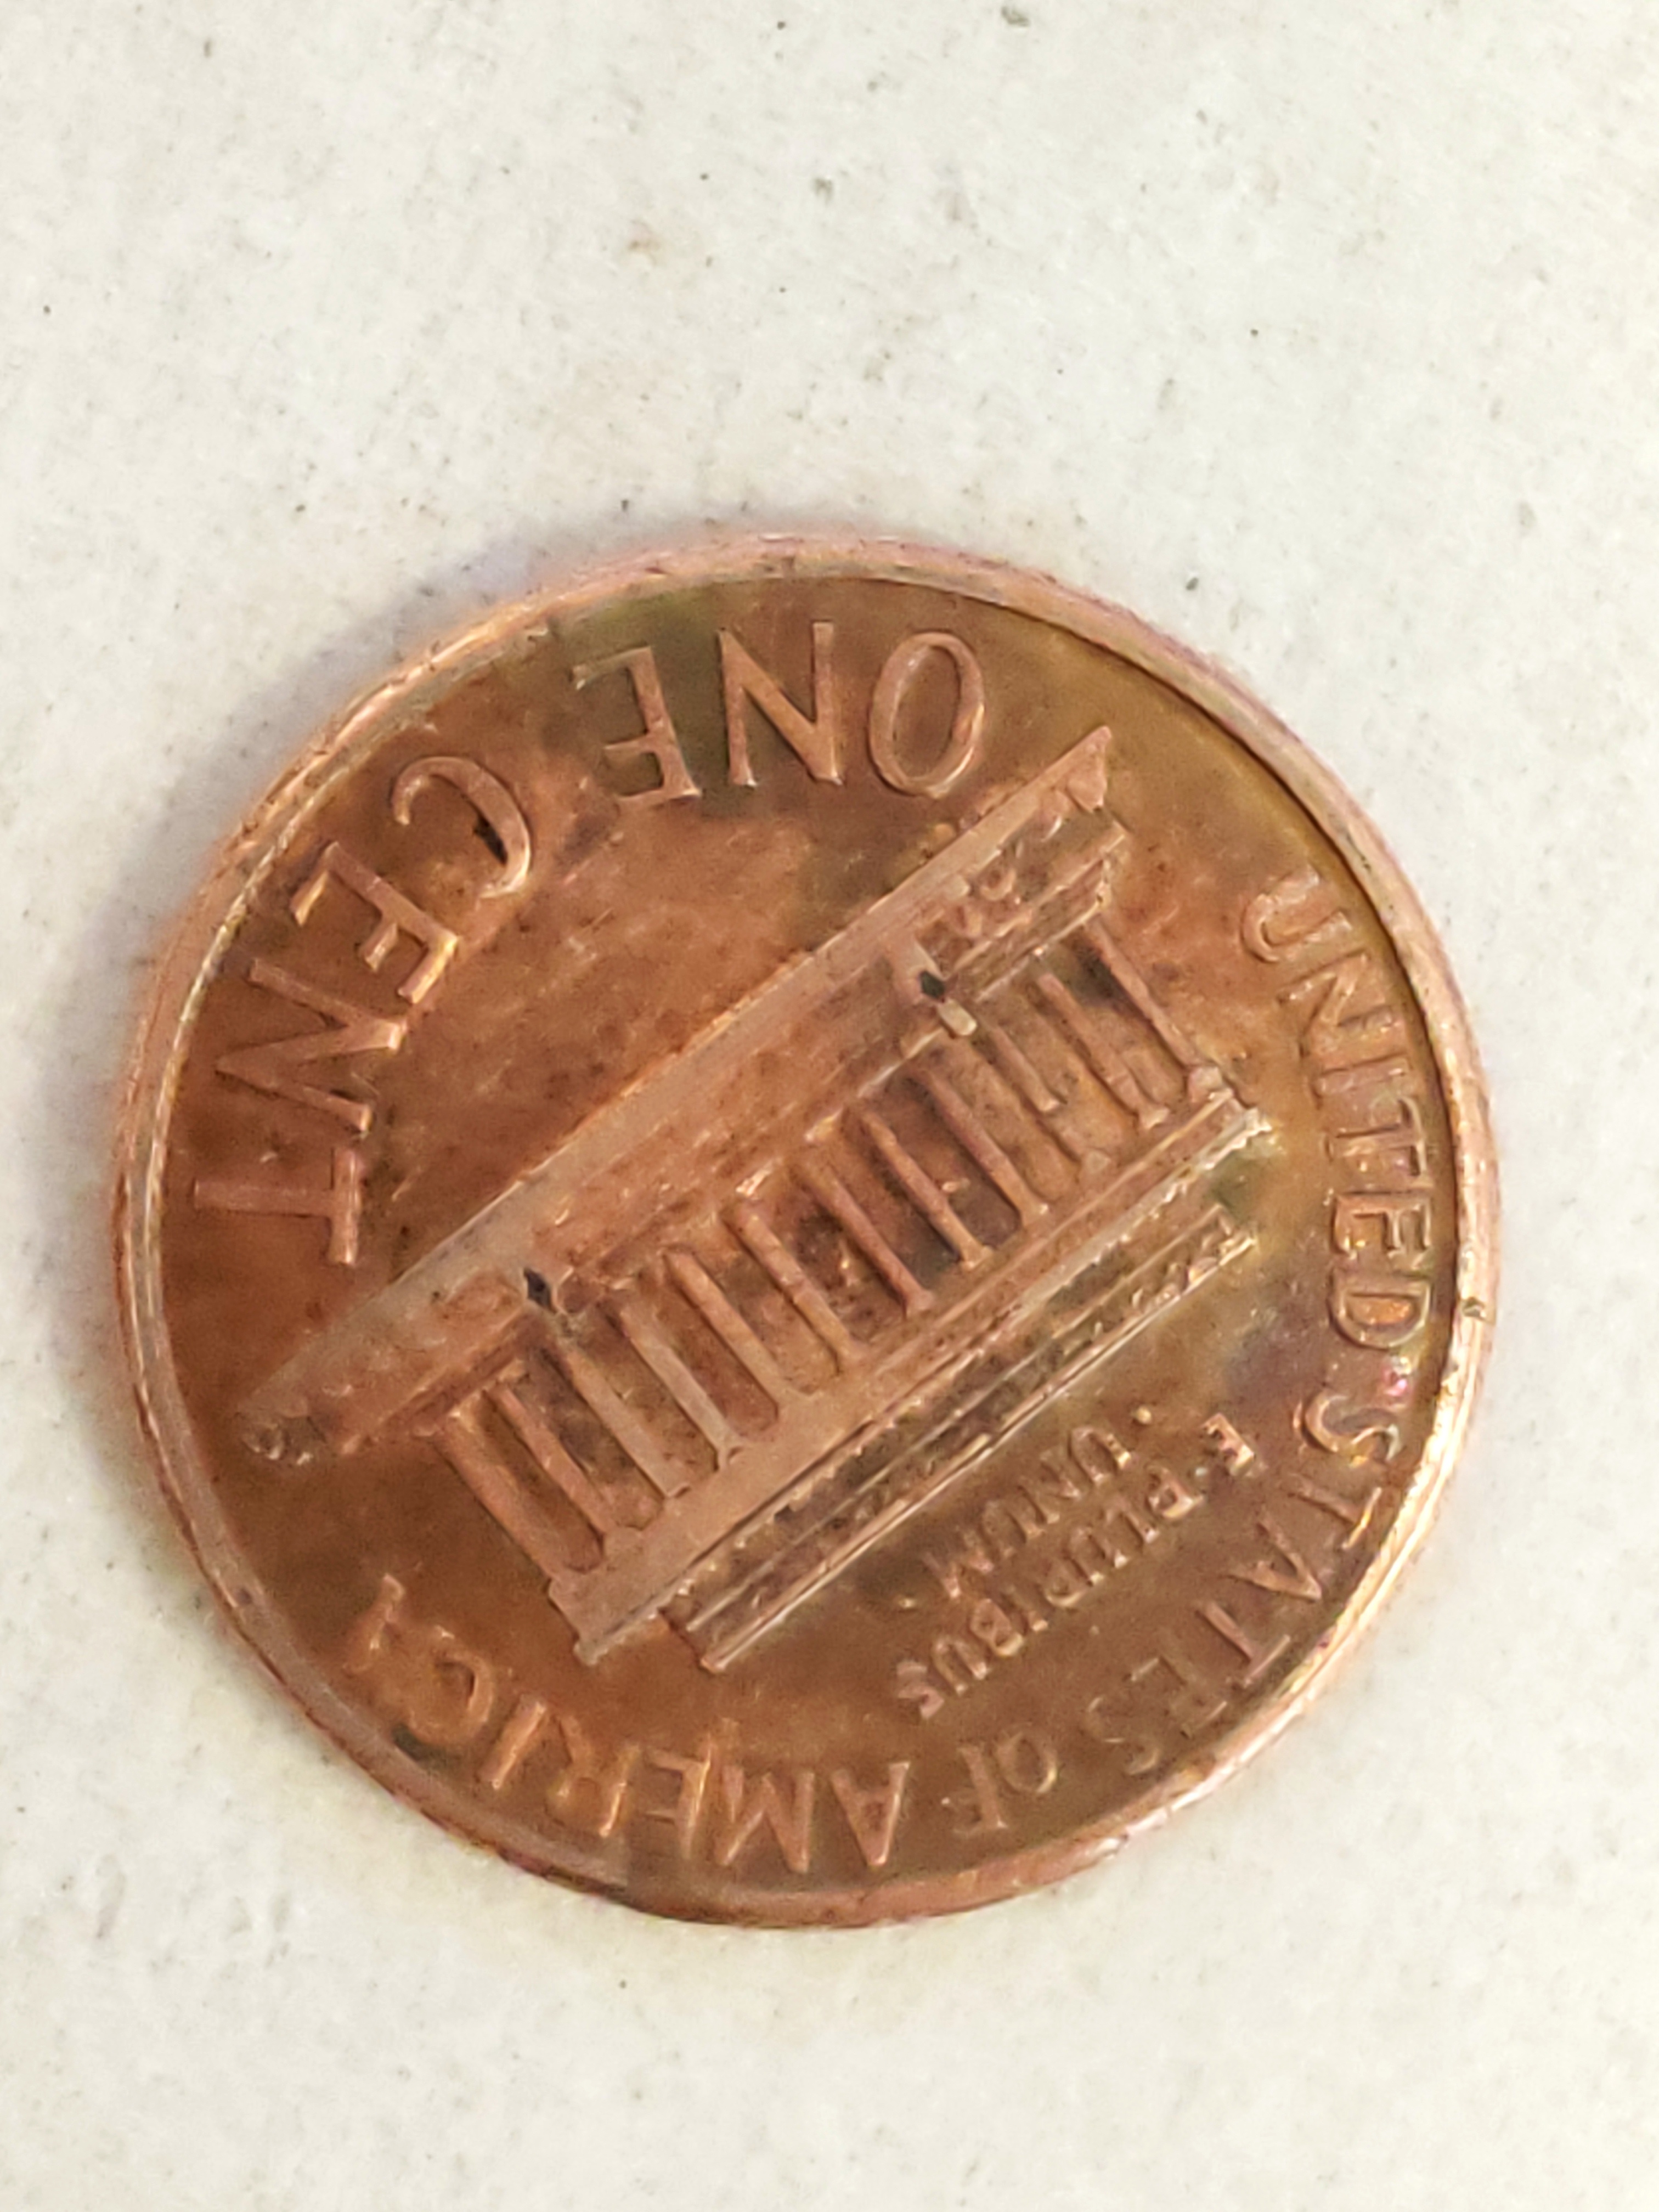 UNITED STATES OF AMERICA
E·PLURIBUS
·UNUM·
ONE CENT